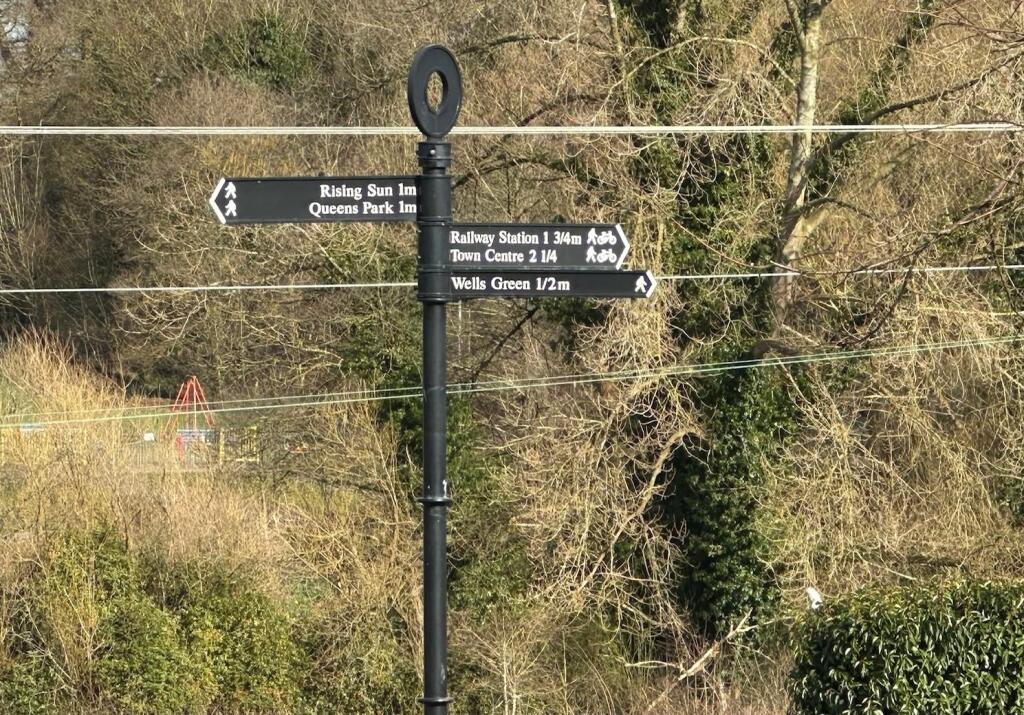 Rising Sun 1m
Queens Park 1m
Railway Station 1 3/4m
Town Centre 2 1/4
Wells Green 1/2m